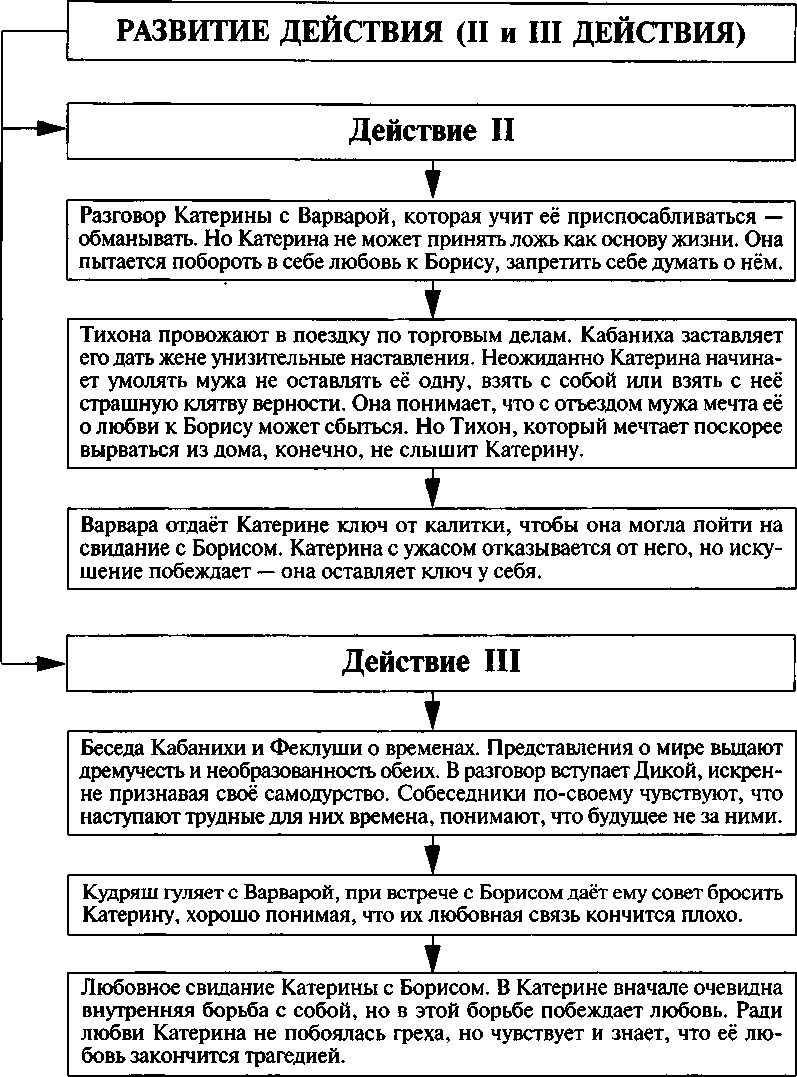 РАЗВИТИЕ ДЕЙСТВИЯ (II и III ДЕЙСТВИЯ)
Действие II
Разговор Катерины с Варварой, которая учит её приспосабливаться —
обманывать. Но Катерина не может принять ложь как основу жизни. Она
пытается побороть в себе любовь к Борису, запретить себе думать о нём.
Тихона провожают в поездку по торговым делам. Кабаниха заставляет
его дать жене унизительные наставления. Неожиданно Катерина начина-
ет умолять мужа не оставлять её одну, взять с собой или взять с неё
страшную клятву верности. Она понимает, что с отъездом мужа мечта её
о любви к Борису может сбыться. Но Тихон, который мечтает поскорее
вырваться из дома, конечно, не слышит Катерину.
Варвара отдаёт Катерине ключ от калитки, чтобы она могла пойти на
свидание с Борисом. Катерина с ужасом отказывается от него, но иску-
шение побеждает — она оставляет ключ у себя.
Действие III
Беседа Кабанихи и Феклуши о временах. Представления о мире выдают
дремучесть и необразованность обеих. В разговор вступает Дикой, искрен-
не признавая своё самодурство. Собеседники по-своему чувствуют, что
наступают трудные для них времена, понимают, что будущее не за ними.
Кудряш гуляет с Варварой, при встрече с Борисом даёт ему совет бросить
Катерину, хорошо понимая, что их любовная связь кончится плохо.
Любовное свидание Катерины с Борисом. В Катерине вначале очевидна
внутренняя борьба с собой, но в этой борьбе побеждает любовь. Ради
любви Катерина не побоялась греха, но чувствует и знает, что её лю-
бовь закончится трагедией.